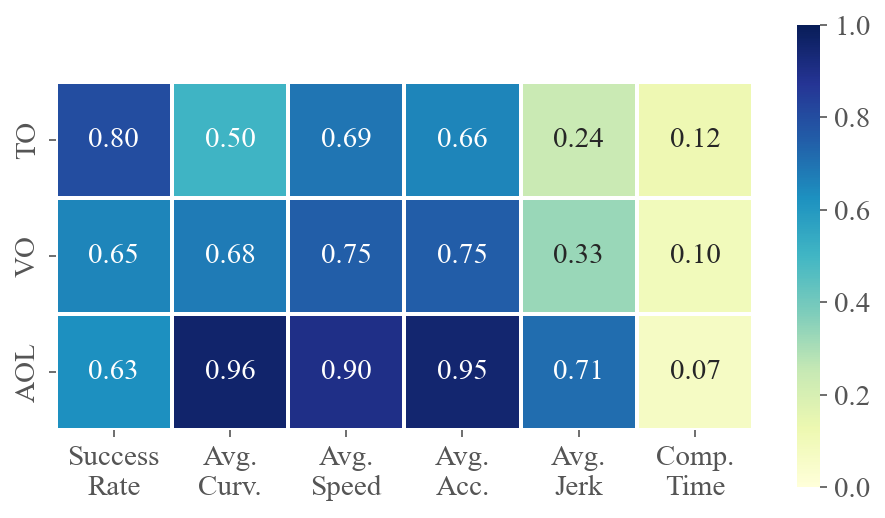 1.0
TO
0.80 0.50 0.69 0.66 0.24 0.12
0.8
VO
0.65 0.68 0.75 0.75 0.33 0.10
0.6
0.4
AOL
0.63 0.96 0.90 0.95 0.71 0.07
0.2
0.0
Success Rate
Avg. Curv.
Avg. Speed
Avg. Acc.
Avg. Jerk
Comp. Time